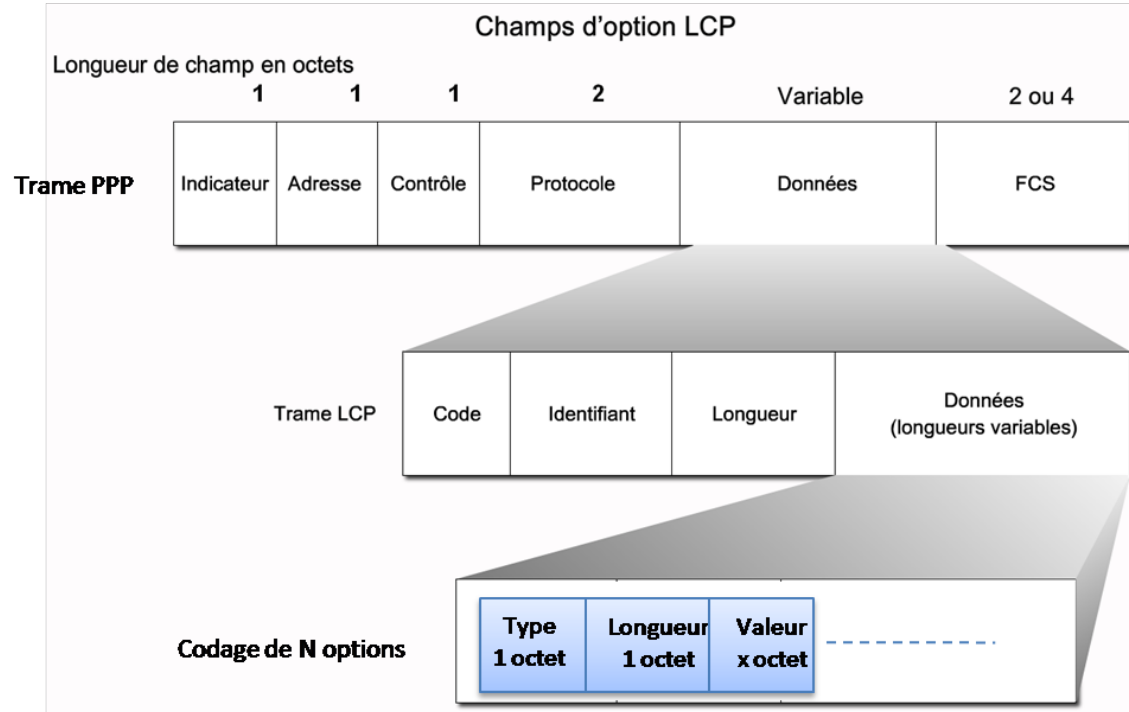 Champs d'option LCP
Longueur de champ en octets
1 1 1 2 Variable 2 ou 4
Trame PPP Indicateur Adresse Contrôle Protocole Données FCS
Trame LCP Code Identifiant Longueur Données
(longueurs variables)
Codage de N options
Type Longueur Valeur
1 octet 1 octet x octet